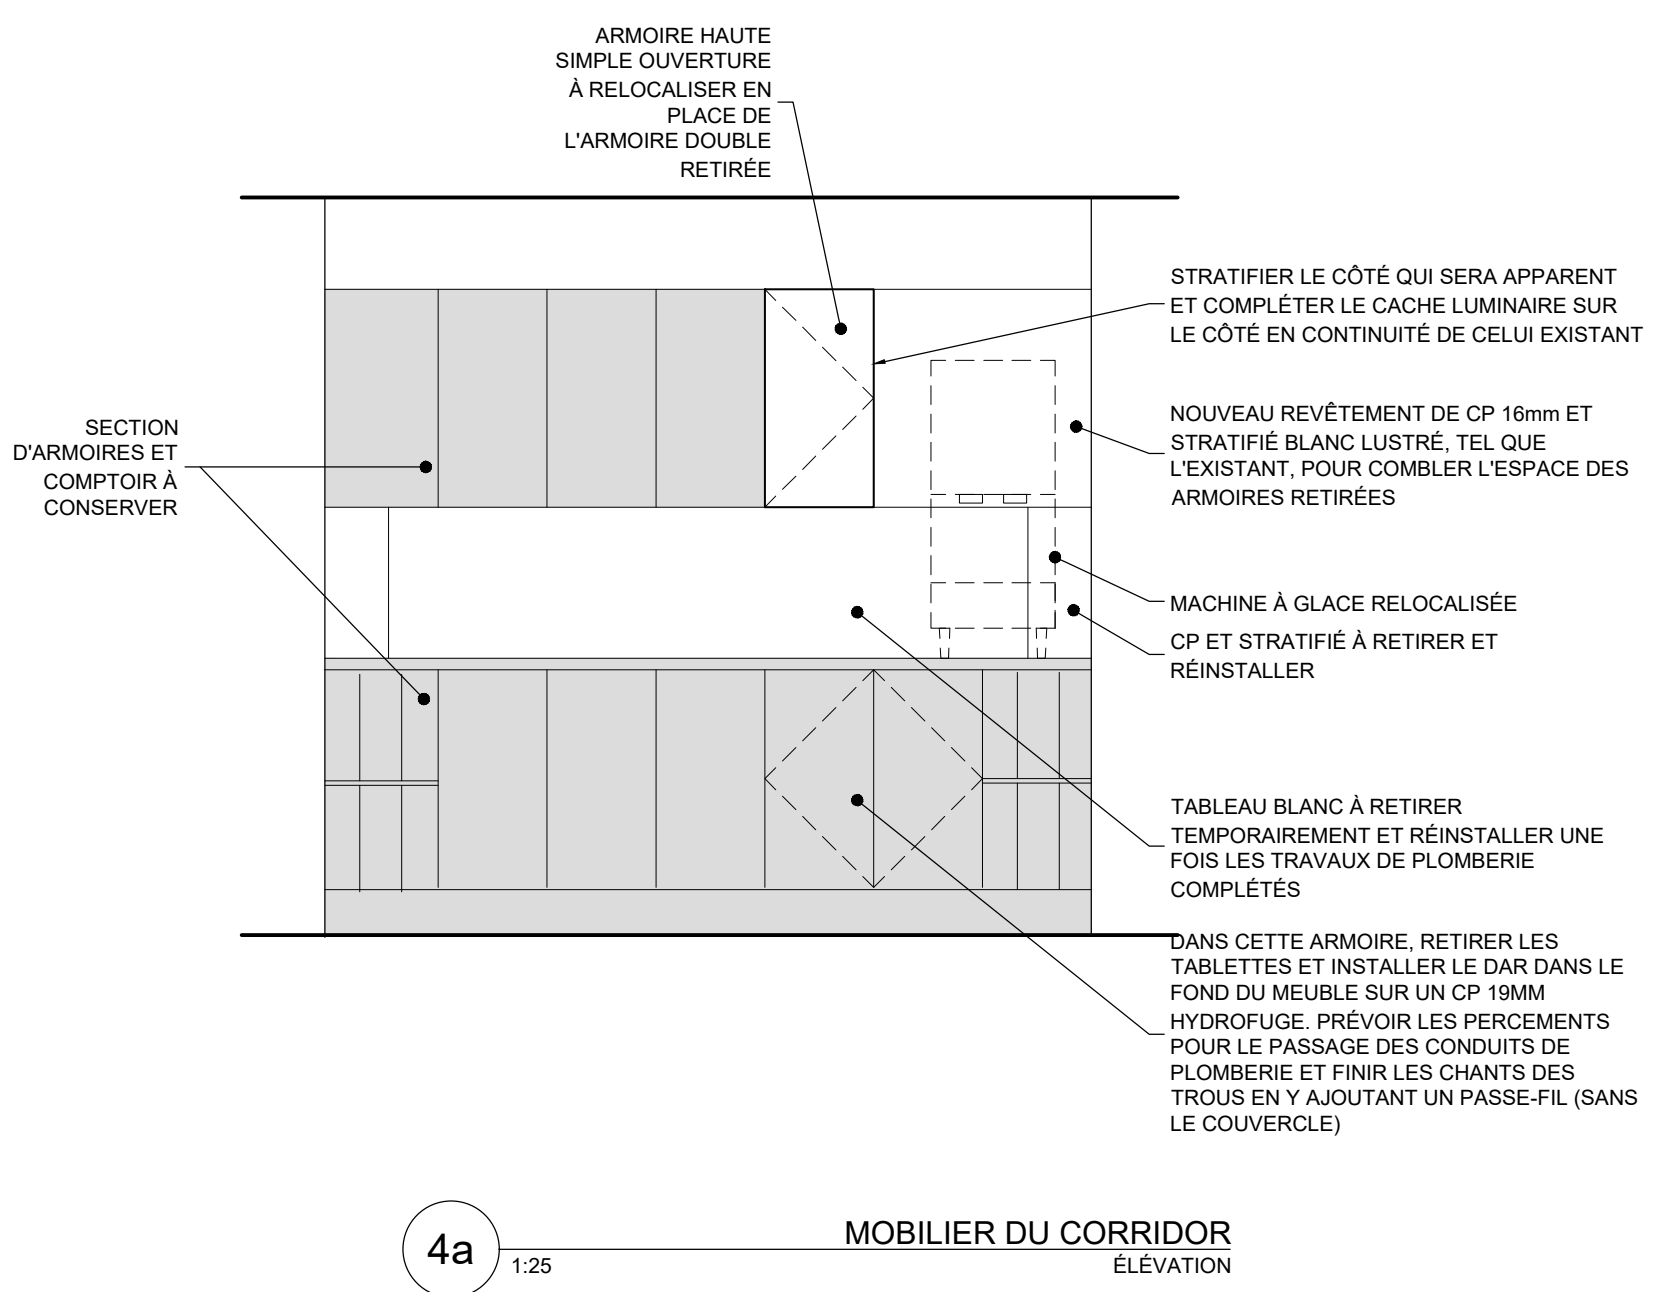 ARMOIRE HAUTE
SIMPLE OUVERTURE
À RELOCALISER EN
PLACE DE
L'ARMOIRE DOUBLE
RETIRÉE
STRATIFIER LE CÔTÉ QUI SERA APPARENT
ET COMPLÉTER LE CACHE LUMINAIRE SUR
LE CÔTÉ EN CONTINUITÉ DE CELUI EXISTANT
SECTION
D'ARMOIRES ET
COMPTOIR À
CONSERVER
NOUVEAU REVÊTEMENT DE CP 16mm ET
STRATIFIÉ BLANC LUSTRÉ, TEL QUE
L'EXISTANT, POUR COMBLER L'ESPACE DES
ARMOIRES RETIRÉES
MACHINE À GLACE RELOCALISÉE
CP ET STRATIFIÉ À RETIRER ET
RÉINSTALLER
TABLEAU BLANC À RETIRER
TEMPORAIREMENT ET RÉINSTALLER UNE
FOIS LES TRAVAUX DE PLOMBERIE
COMPLÉTÉS
DANS CETTE ARMOIRE, RETIRER LES
TABLETTES ET INSTALLER LE DAR DANS LE
FOND DU MEUBLE SUR UN CP 19MM
HYDROFUGE. PRÉVOIR LES PERCEMENTS
POUR LE PASSAGE DES CONDUITS DE
PLOMBERIE ET FINIR LES CHANTS DES
TROUS EN Y AJOUTANT UN PASSE-FIL (SANS
LE COUVERCLE)
4a
MOBILIER DU CORRIDOR
1:25
ÉLÉVATION